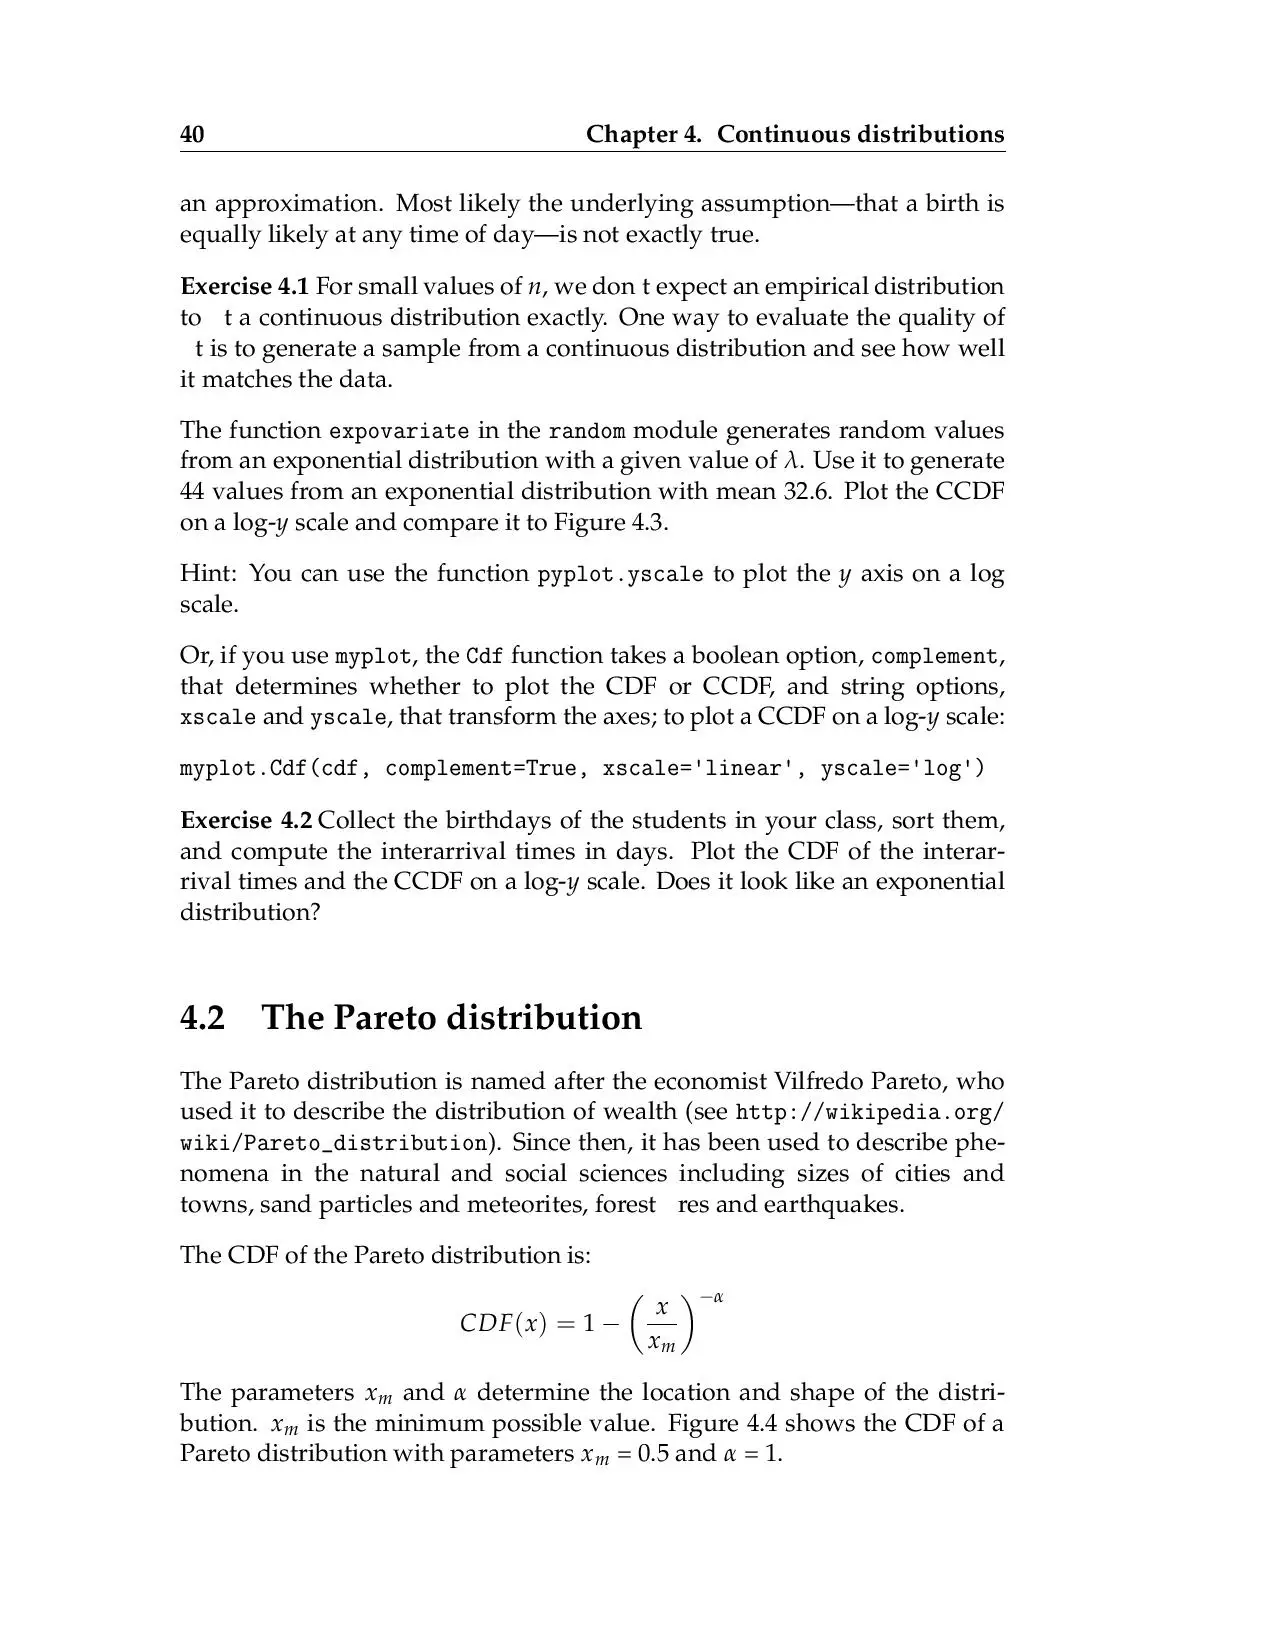 40 Chapter 4. Continuous distributions
an approximation. Most likely the underlying assumption—that a birth is
equally likely at any time of day—is not exactly true.
Exercise 4.1 For small values of n, we don t expect an empirical distribution
to t a continuous distribution exactly. One way to evaluate the quality of
t is to generate a sample from a continuous distribution and see how well
it matches the data.
The function expovariate in the random module generates random values
from an exponential distribution with a given value of λ. Use it to generate
44 values from an exponential distribution with mean 32.6. Plot the CCDF
on a log-y scale and compare it to Figure 4.3.
Hint: You can use the function pyplot.yscale to plot the y axis on a log
scale.
Or, if you use myplot, the Cdf function takes a boolean option, complement,
that determines whether to plot the CDF or CCDF, and string options,
xscale and yscale, that transform the axes; to plot a CCDF on a log-y scale:
myplot.Cdf(cdf, complement=True, xscale='linear', yscale='log')
Exercise 4.2 Collect the birthdays of the students in your class, sort them,
and compute the interarrival times in days. Plot the CDF of the interar-
rival times and the CCDF on a log-y scale. Does it look like an exponential
distribution?
4.2 The Pareto distribution
The Pareto distribution is named after the economist Vilfredo Pareto, who
used it to describe the distribution of wealth (see http://wikipedia.org/
wiki/Pareto_distribution). Since then, it has been used to describe phe-
nomena in the natural and social sciences including sizes of cities and
towns, sand particles and meteorites, forest res and earthquakes.
The CDF of the Pareto distribution is:
CDF(x) = 1 − (x/x_m)^−α
The parameters x_m and α determine the location and shape of the distri-
bution. x_m is the minimum possible value. Figure 4.4 shows the CDF of a
Pareto distribution with parameters x_m = 0.5 and α = 1.